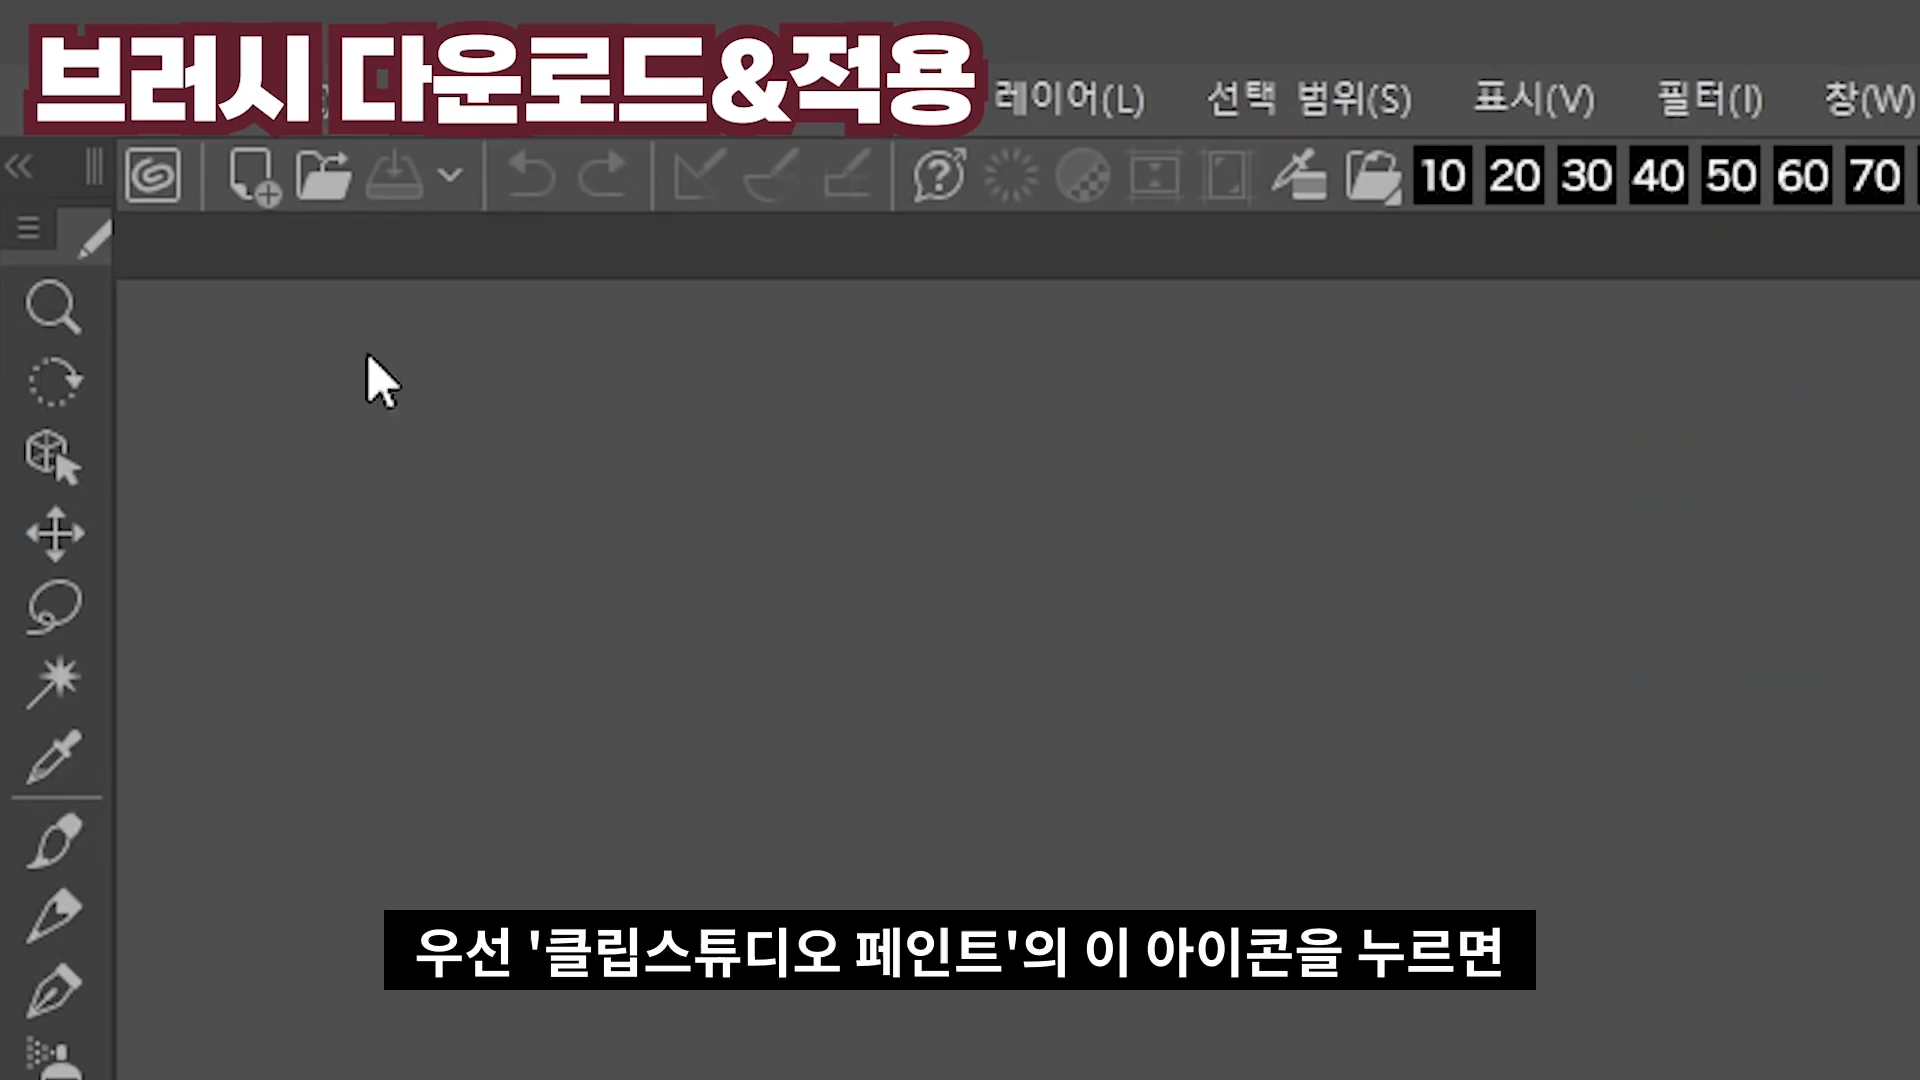 브러시 다운로드&적용
레이어(L) 선택 범위(S) 표시(V) 필터(I) 창(W)
10 20 30 40 50 60 70
우선 '클립스튜디오 페인트'의 이 아이콘을 누르면